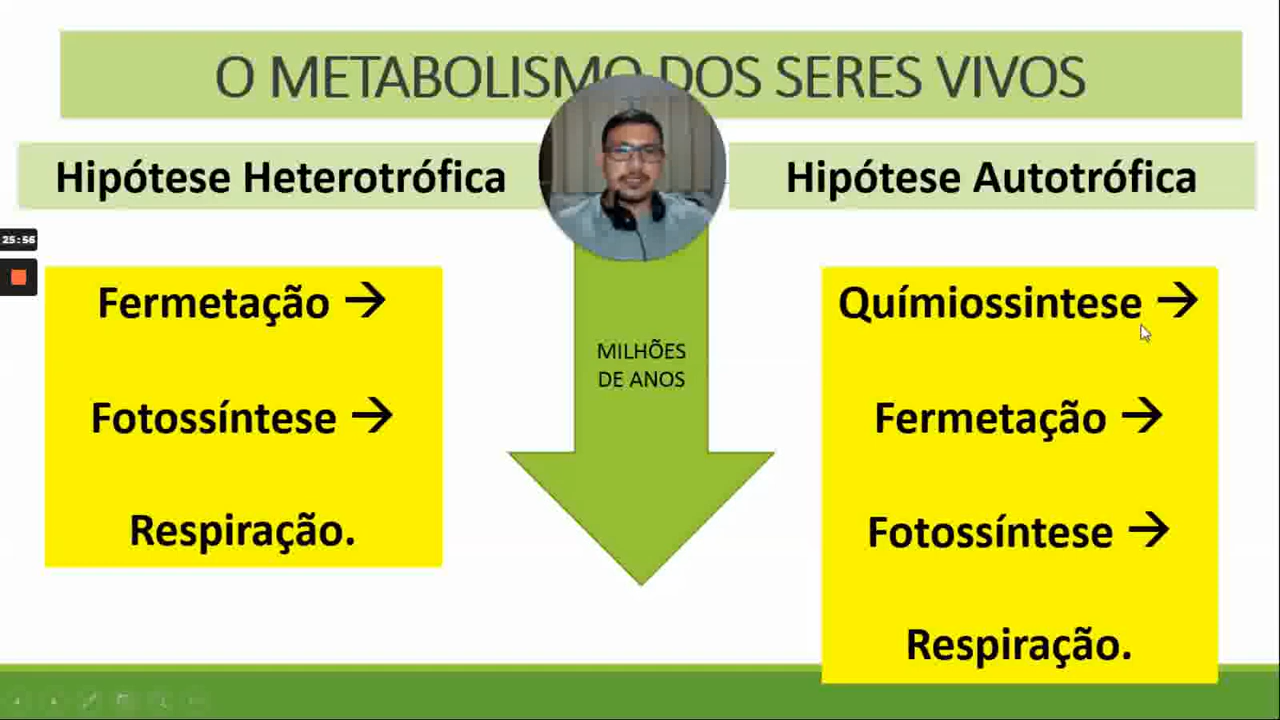 O METABOLISMO DOS SERES VIVOS
Hipótese Heterotrófica
Hipótese Autotrófica
25:56
Fermetação →
Fotossíntese →
Respiração.
MILHÕES
DE ANOS
Químiossintese →
Fermetação →
Fotossíntese →
Respiração.